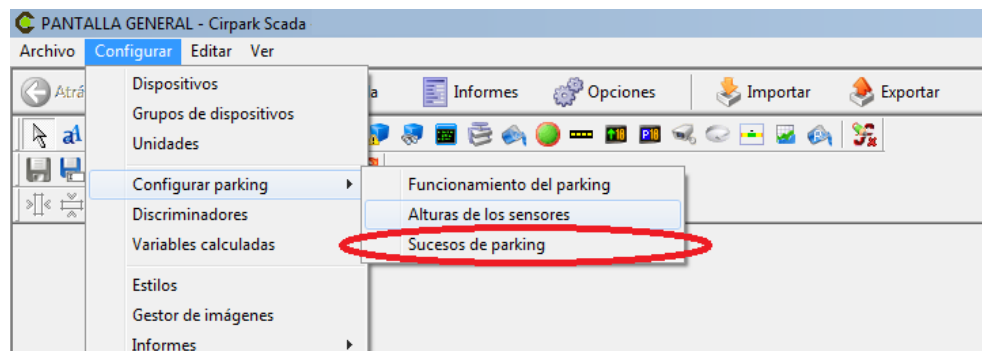 PANTALLA GENERAL - Cirpark Scada
Archivo Configurar Editar Ver
Atrá Informes Opciones Importar Exportar
Dispositivos
Grupos de dispositivos
Unidades
Configurar parking
Discriminadores
Variables calculadas
Estilos
Gestor de imágenes
Informes
Funcionamiento del parking
Alturas de los sensores
Sucesos de parking